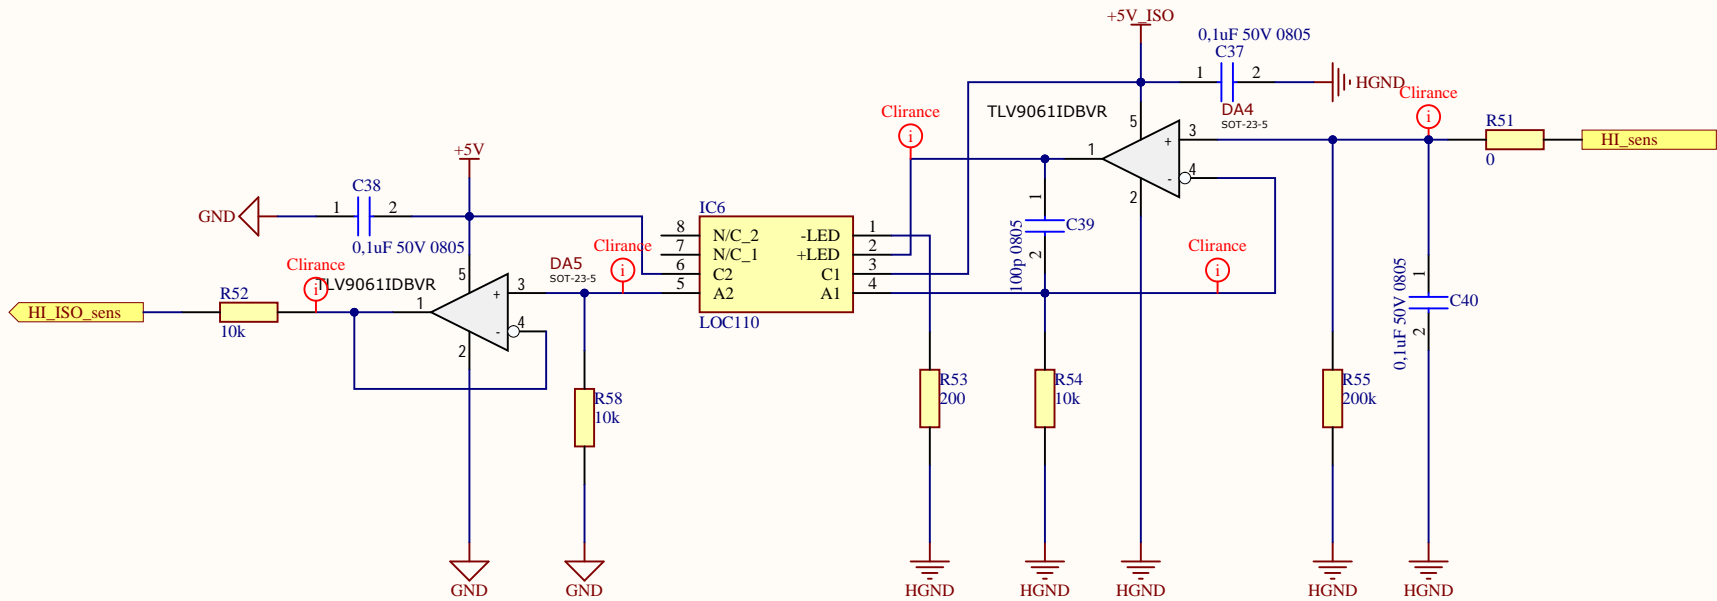 +5V_ISO
0,1uF 50V 0805
C37
1
2
HGND
Clirance
i
R51
0
HI_sens
TLV9061IDBVR
DA4
SOT-23-5
5
3
+
1
4
-
2
Clirance
i
+5V
C38
GND
1
2
0,1uF 50V 0805
IC6
8
N/C_2
-LED
1
7
N/C_1
+LED
2
6
C2
C1
3
5
A2
A1
4
LOC110
1
C39
2
100p 0805
Clirance
i
Clirance
i
Clirance
i
TLV9061IDBVR
DA5
SOT-23-5
5
3
+
1
4
-
2
HI_ISO_sens
R52
10k
1
C40
2
0,1uF 50V 0805
R58
10k
R53
200
R54
10k
R55
200k
GND
GND
HGND
HGND
HGND
HGND
HGND